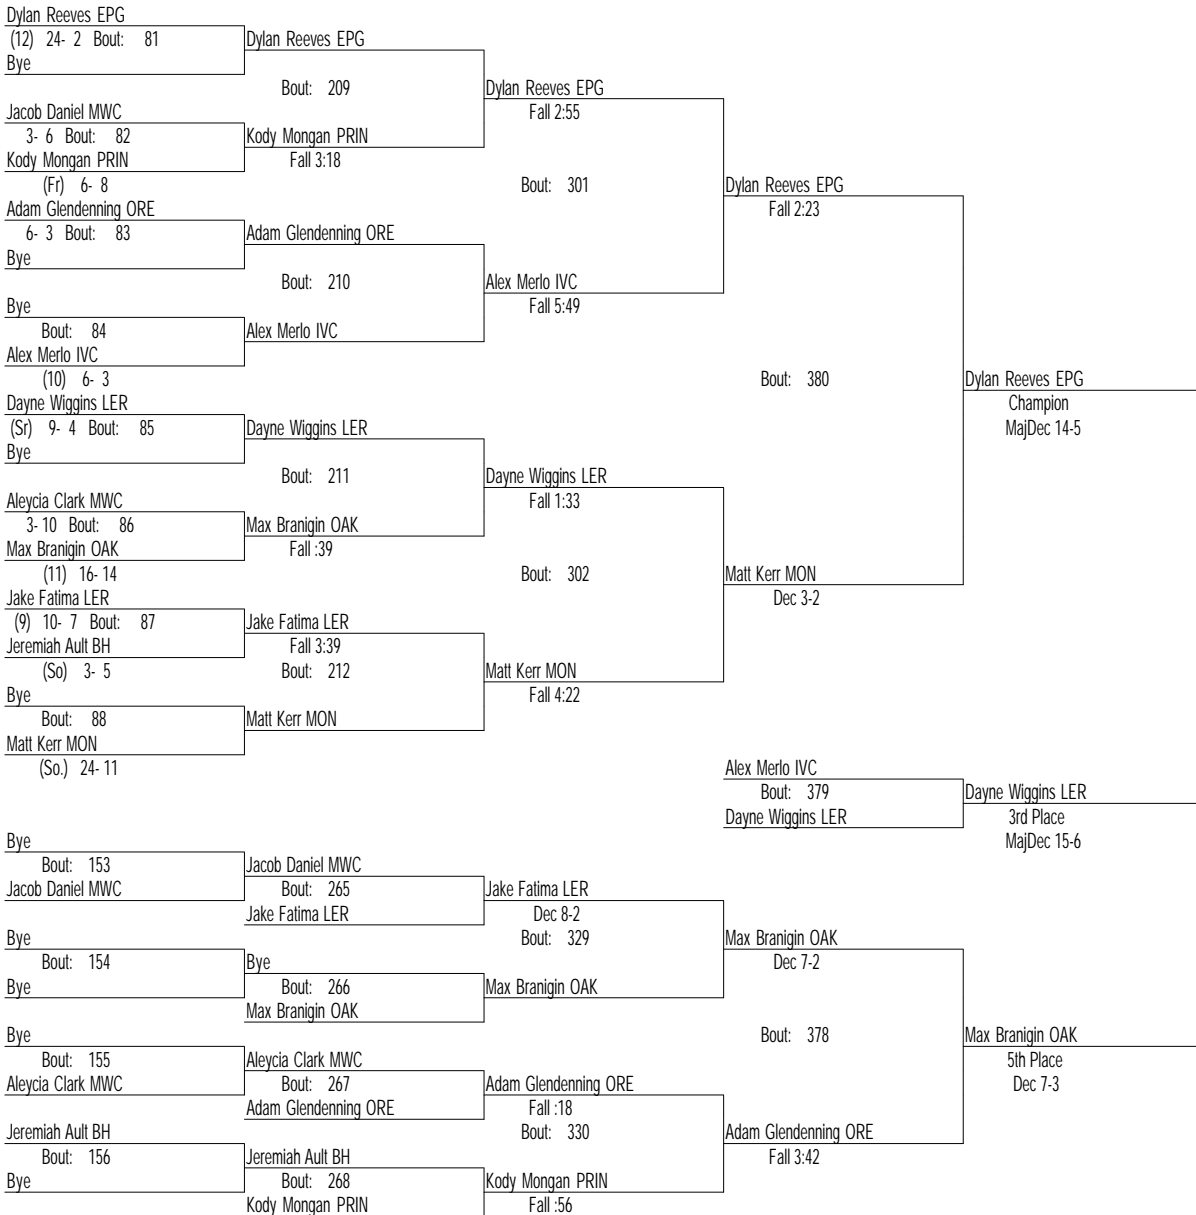 Dylan Reeves EPG
(12) 24- 2 Bout: 81
Bye
Dylan Reeves EPG
Bout: 209
Jacob Daniel MWC
3- 6 Bout: 82
Kody Mongan PRIN
(Fr) 6- 8
Kody Mongan PRIN
Fall 3:18
Dylan Reeves EPG
Fall 2:55
Bout: 301
Adam Glendenning ORE
6- 3 Bout: 83
Bye
Adam Glendenning ORE
Bout: 210
Bye
Bout: 84
Alex Merlo IVC
(10) 6- 3
Alex Merlo IVC
Alex Merlo IVC
Fall 5:49
Dylan Reeves EPG
Fall 2:23
Bout: 380
Dayne Wiggins LER
(Sr) 9- 4 Bout: 85
Bye
Dayne Wiggins LER
Bout: 211
Aleycia Clark MWC
3- 10 Bout: 86
Max Branigin OAK
(11) 16- 14
Max Branigin OAK
Fall :39
Dayne Wiggins LER
Fall 1:33
Bout: 302
Jake Fatima LER
(9) 10- 7 Bout: 87
Jeremiah Ault BH
(So) 3- 5
Jake Fatima LER
Fall 3:39
Bout: 212
Bye
Bout: 88
Matt Kerr MON
(So.) 24- 11
Matt Kerr MON
Matt Kerr MON
Fall 4:22
Matt Kerr MON
Dec 3-2
Dylan Reeves EPG
Champion
MajDec 14-5
Alex Merlo IVC
Bout: 379
Dayne Wiggins LER
Dayne Wiggins LER
3rd Place
MajDec 15-6
Bye
Bout: 153
Jacob Daniel MWC
Jacob Daniel MWC
Bout: 265
Jake Fatima LER
Jake Fatima LER
Dec 8-2
Bout: 329
Bye
Bout: 154
Bye
Bye
Bout: 266
Max Branigin OAK
Max Branigin OAK
Max Branigin OAK
Dec 7-2
Bout: 378
Bye
Bout: 155
Aleycia Clark MWC
Aleycia Clark MWC
Bout: 267
Adam Glendenning ORE
Adam Glendenning ORE
Fall :18
Bout: 330
Jeremiah Ault BH
Bout: 156
Bye
Jeremiah Ault BH
Bout: 268
Kody Mongan PRIN
Kody Mongan PRIN
Fall :56
Adam Glendenning ORE
Fall 3:42
Max Branigin OAK
5th Place
Dec 7-3